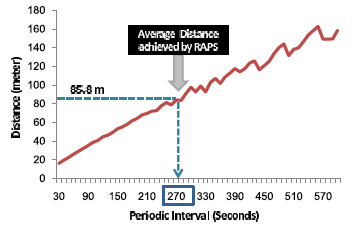 180
160
140
120
100
80
60
40
20
0
Distance (meter)
Average Distance
achieved by RAPS
85.8 m
30 90 150 210 270 330 390 450 510 570
Periodic Interval (Seconds)